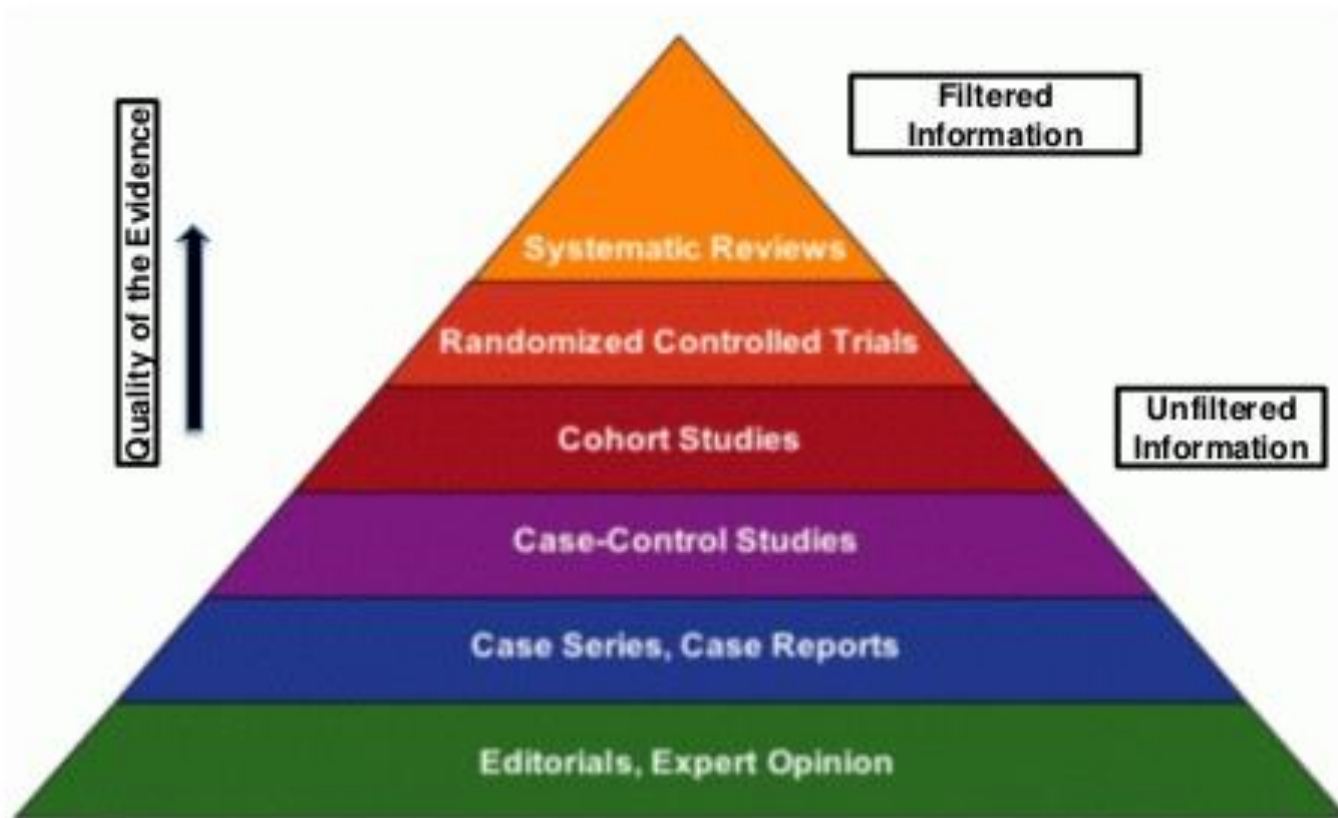 Filtered
Information
Quality of the Evidence
Systematic Reviews
Randomized Controlled Trials
Cohort Studies
Unfiltered
Information
Case-Control Studies
Case Series, Case Reports
Editorials, Expert Opinion